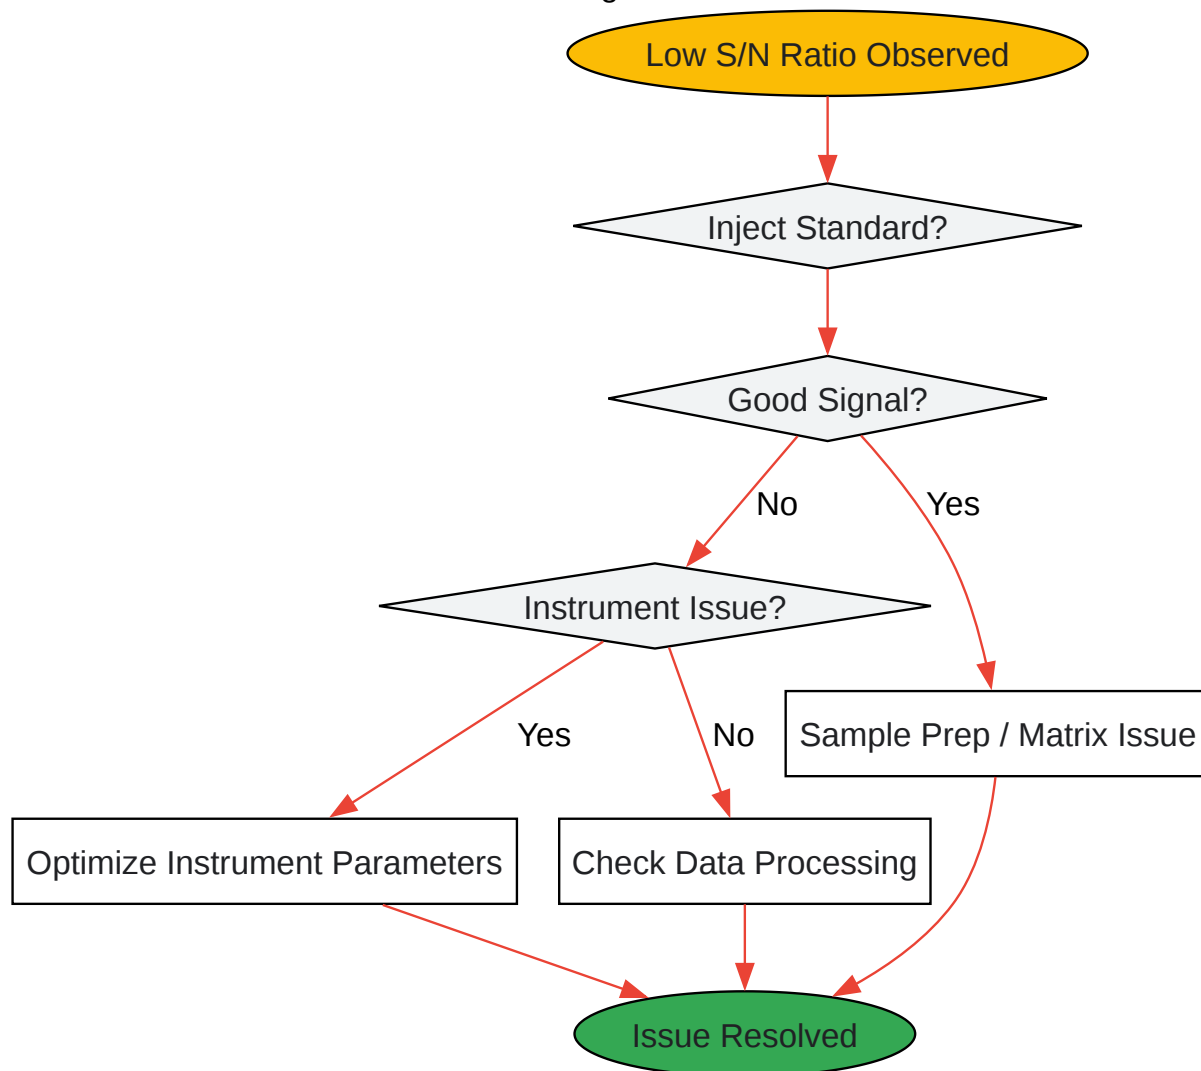 Low S/N Ratio Observed
Inject Standard?
Good Signal?
No
Yes
Instrument Issue?
Yes
No
Sample Prep / Matrix Issue
Optimize Instrument Parameters
Check Data Processing
Issue Resolved